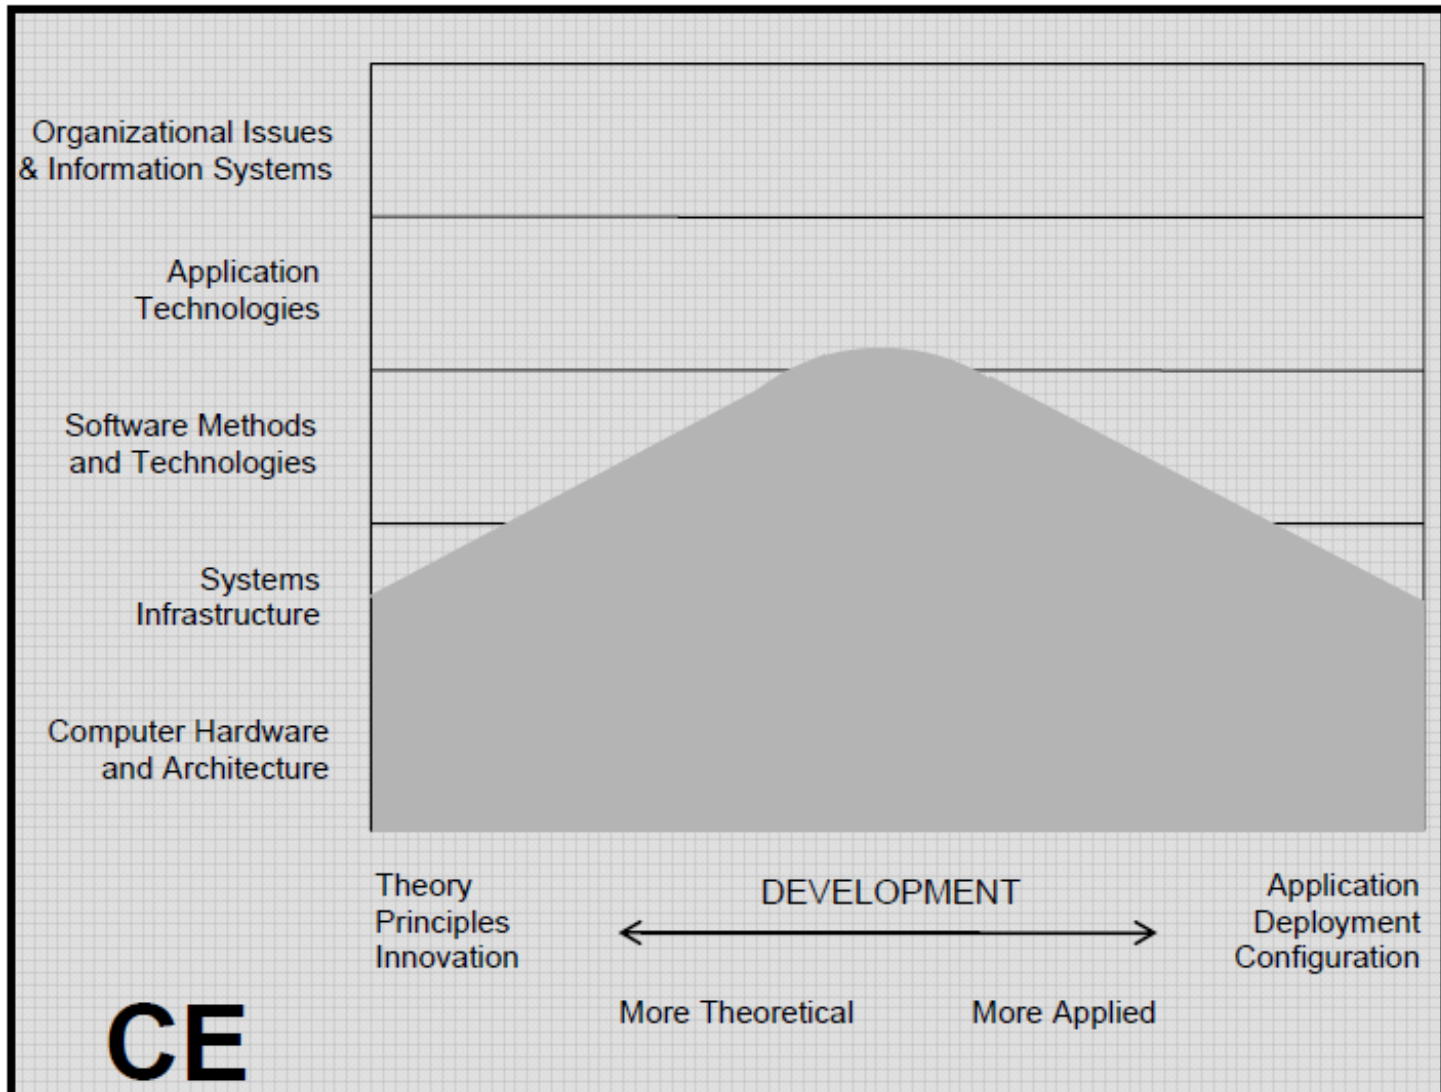 Organizational Issues
& Information Systems
Application
Technologies
Software Methods
and Technologies
Systems
Infrastructure
Computer Hardware
and Architecture
Theory
Principles
Innovation
DEVELOPMENT
Application
Deployment
Configuration
More Theoretical
More Applied
CE